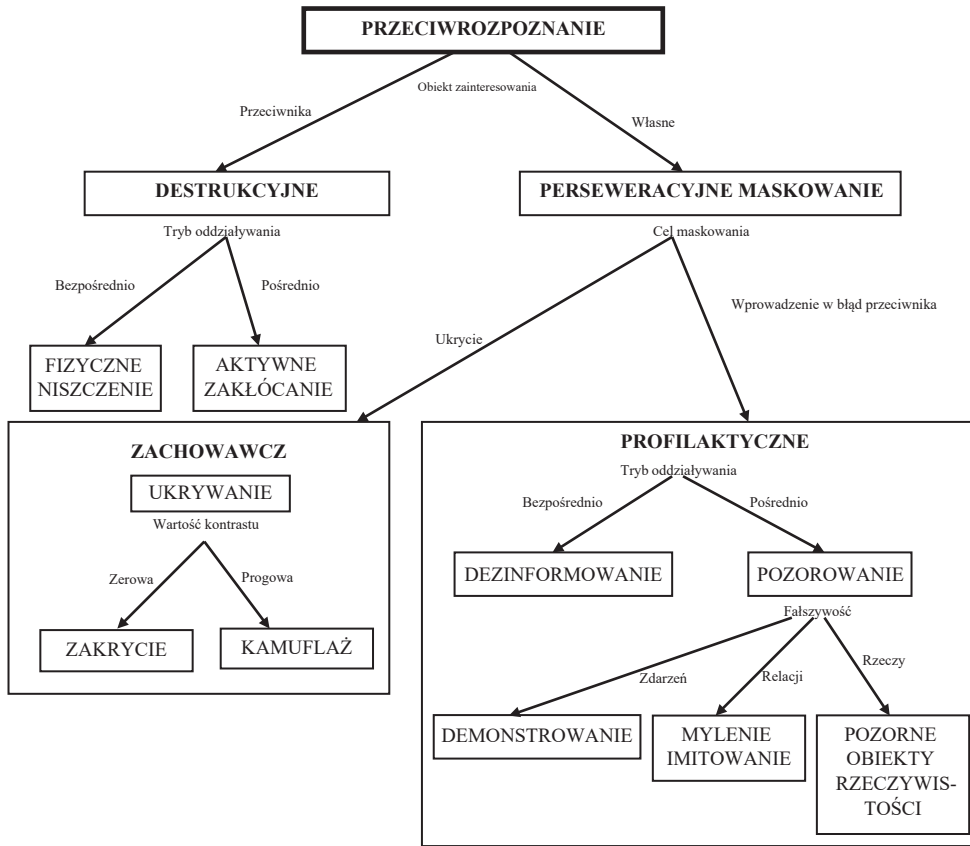 PRZECIWROZPOZNANIE
Obiekt zainteresowania
Przeciwnika
Własne
DESTRUKCYJNE
PERSEWERACYJNE MASKOWANIE
Tryb oddziaływania
Cel maskowania
Bezpośrednio
Pośrednio
Wprowadzenie w błąd przeciwnika
Ukrycie
FIZYCZNE
NISZCZENIE
AKTYWNE
ZAKŁÓCANIE
ZACHOWAWCZ
UKRYWANIE
Wartość kontrastu
Zerowa
Progowa
ZAKRYCIE
KAMUFLAŻ
PROFILAKTYCZNE
Tryb oddziaływania
Bezpośrednio
Pośrednio
DEZINFORMOWANIE
POZOROWANIE
Fałszywość
Zdarzeń
Relacji
Rzeczy
DEMONSTROWANIE
MYLENIE
IMITOWANIE
POZORNE
OBIEKTY
RZECZYWIS-
TOŚCI